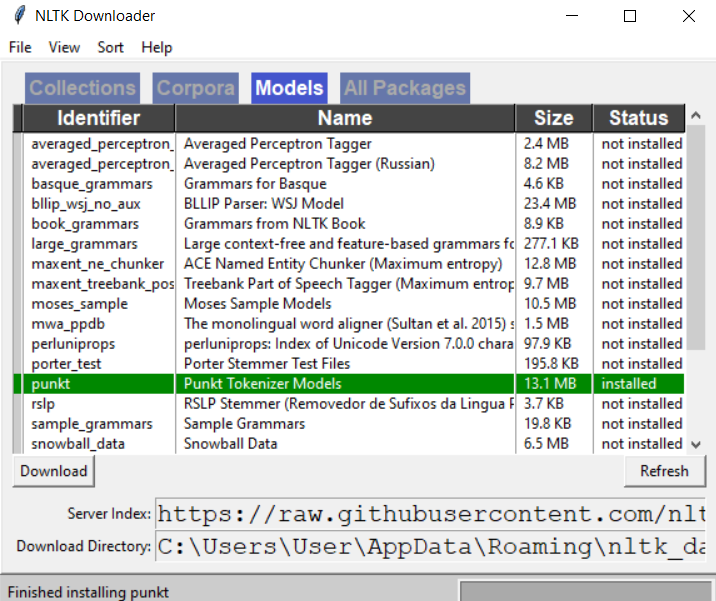 NLTK Downloader
File View Sort Help
Collections Corpora Models All Packages
Identifier Name Size Status
averaged_perceptron_ Averaged Perceptron Tagger 2.4 MB not installed
averaged_perceptron_ Averaged Perceptron Tagger (Russian) 8.2 MB not installed
basque_grammars Grammars for Basque 4.6 KB not installed
bllip_wsj_no_aux BLLIP Parser: WSJ Model 23.4 MB not installed
book_grammars Grammars from NLTK Book 8.9 KB not installed
large_grammars Large context-free and feature-based grammars fo 277.1 KB not installed
maxent_ne_chunker ACE Named Entity Chunker (Maximum entropy) 12.8 MB not installed
maxent_treebank_pos Treebank Part of Speech Tagger (Maximum entrop 9.7 MB not installed
moses_sample Moses Sample Models 10.5 MB not installed
mwa_ppdb The monolingual word aligner (Sultan et al. 2015) s 1.5 MB not installed
perluniprops perluniprops: Index of Unicode Version 7.0.0 chara 97.9 KB not installed
porter_test Porter Stemmer Test Files 195.8 KB not installed
punkt Punkt Tokenizer Models 13.1 MB installed
rslp RSLP Stemmer (Removedor de Sufixos da Lingua P 3.7 KB not installed
sample_grammars Sample Grammars 19.8 KB not installed
snowball_data Snowball Data 6.5 MB not installed
Download Refresh
Server Index: https://raw.githubusercontent.com/nlt
Download Directory: C:\Users\User\AppData\Roaming\nltk_da
Finished installing punkt